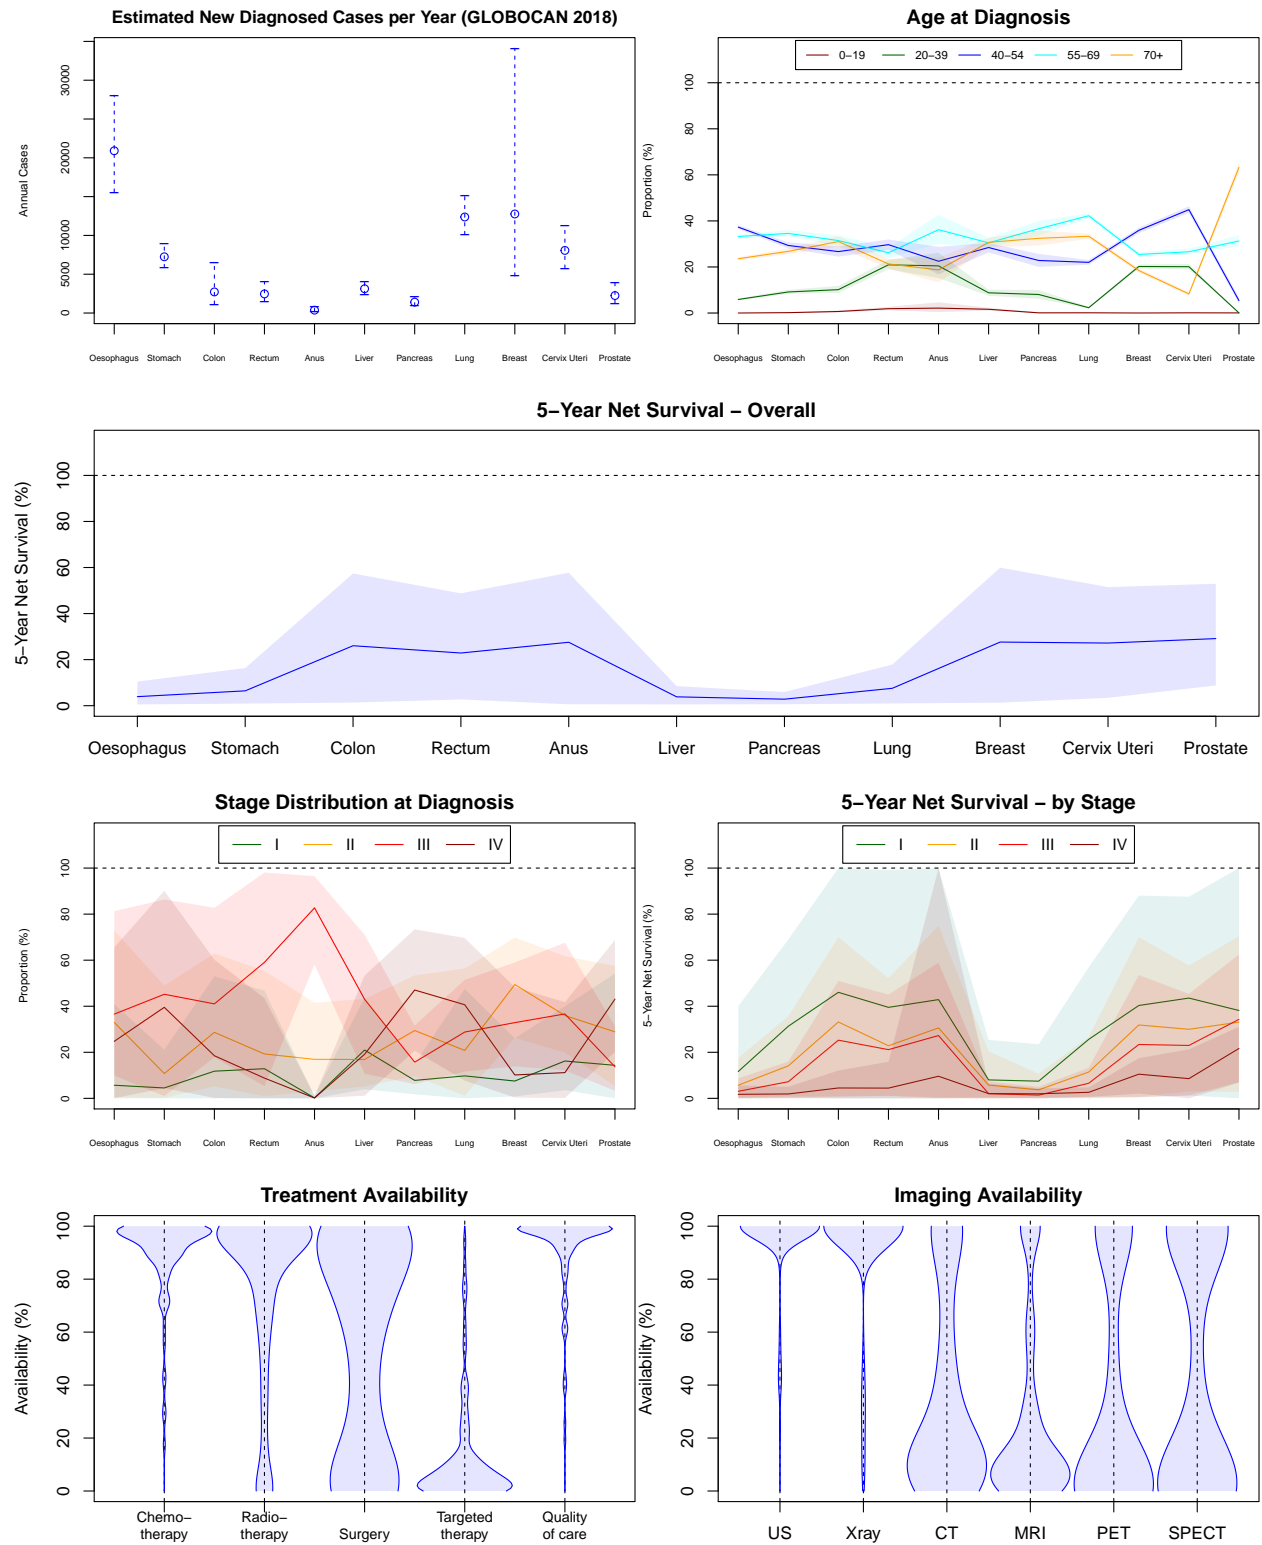 Estimated New Diagnosed Cases per Year (GLOBOCAN 2018)
Annual Cases
0 5000 10000 20000 30000
Oesophagus Stomach Colon Rectum Anus Liver Pancreas Lung Breast Cervix Uteri Prostate
Age at Diagnosis
0−19 20−39 40−54 55−69 70+
Proportion (%)
0 20 40 60 80 100
Oesophagus Stomach Colon Rectum Anus Liver Pancreas Lung Breast Cervix Uteri Prostate
5−Year Net Survival − Overall
5−Year Net Survival (%)
0 20 40 60 80 100
Oesophagus Stomach Colon Rectum Anus Liver Pancreas Lung Breast Cervix Uteri Prostate
Stage Distribution at Diagnosis
I II III IV
Proportion (%)
0 20 40 60 80 100
Oesophagus Stomach Colon Rectum Anus Liver Pancreas Lung Breast Cervix Uteri Prostate
5−Year Net Survival − by Stage
I II III IV
5−Year Net Survival (%)
0 20 40 60 80 100
Oesophagus Stomach Colon Rectum Anus Liver Pancreas Lung Breast Cervix Uteri Prostate
Treatment Availability
Availability (%)
0 20 40 60 80 100
Chemo−
therapy
Radio−
therapy
Surgery
Targeted
therapy
Quality
of care
Imaging Availability
Availability (%)
0 20 40 60 80 100
US Xray CT MRI PET SPECT